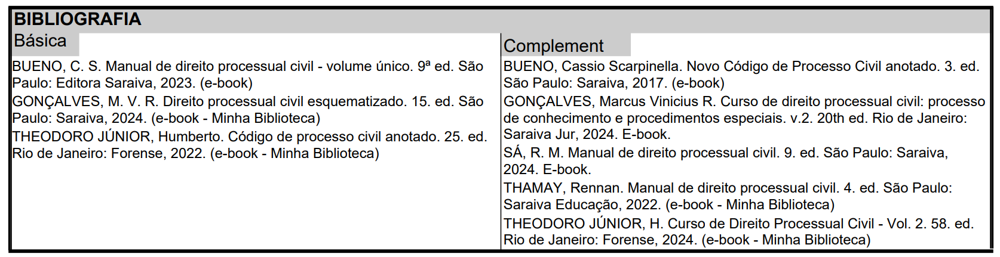 BIBLIOGRAFIA
Básica
BUENO, C. S. Manual de direito processual civil - volume único. 9ª ed. São
Paulo: Editora Saraiva, 2023. (e-book)
GONÇALVES, M. V. R. Direito processual civil esquematizado. 15. ed. São
Paulo: Saraiva, 2024. (e-book - Minha Biblioteca)
THEODORO JÚNIOR, Humberto. Código de processo civil anotado. 25. ed.
Rio de Janeiro: Forense, 2022. (e-book - Minha Biblioteca)
Complement
BUENO, Cassio Scarpinella. Novo Código de Processo Civil anotado. 3. ed.
São Paulo: Saraiva, 2017. (e-book)
GONÇALVES, Marcus Vinicius R. Curso de direito processual civil: processo
de conhecimento e procedimentos especiais. v.2. 20th ed. Rio de Janeiro:
Saraiva Jur, 2024. E-book.
SÁ, R. M. Manual de direito processual civil. 9. ed. São Paulo: Saraiva,
2024. E-book.
THAMAY, Rennan. Manual de direito processual civil. 4. ed. São Paulo:
Saraiva Educação, 2022. (e-book - Minha Biblioteca)
THEODORO JÚNIOR, H. Curso de Direito Processual Civil - Vol. 2. 58. ed.
Rio de Janeiro: Forense, 2024. (e-book - Minha Biblioteca)